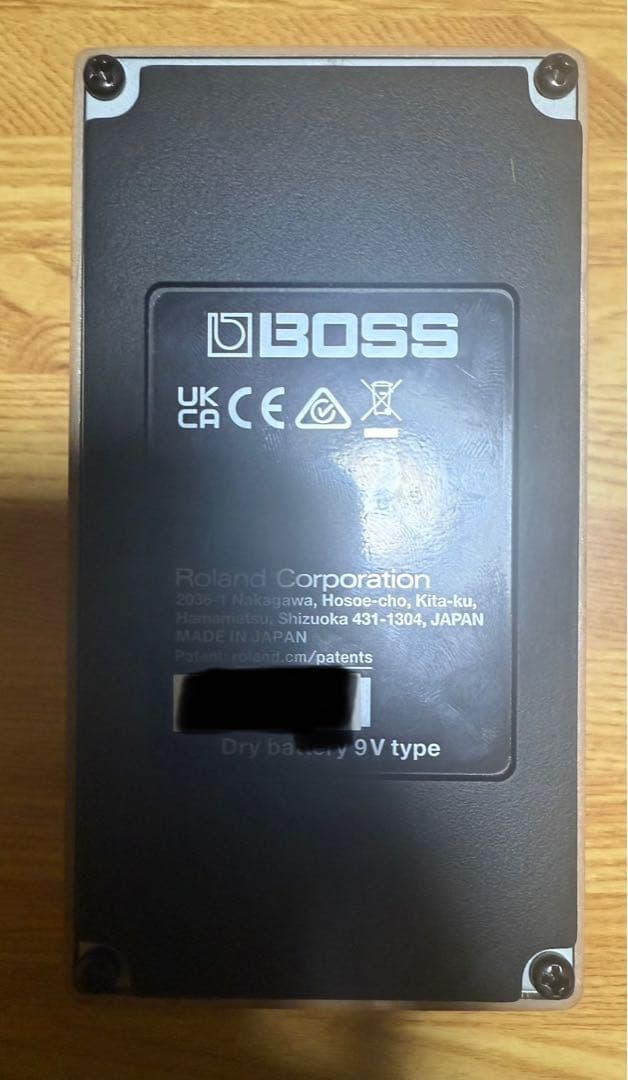 BOSS
UK
CA CE
Roland Corporation
2036-1 Nakagawa, Hosoe-cho, Kita-ku,
Hamamatsu, Shizuoka 431-1304, JAPAN
MADE IN JAPAN
Patent: roland.cm/patents
Dry battery 9V type